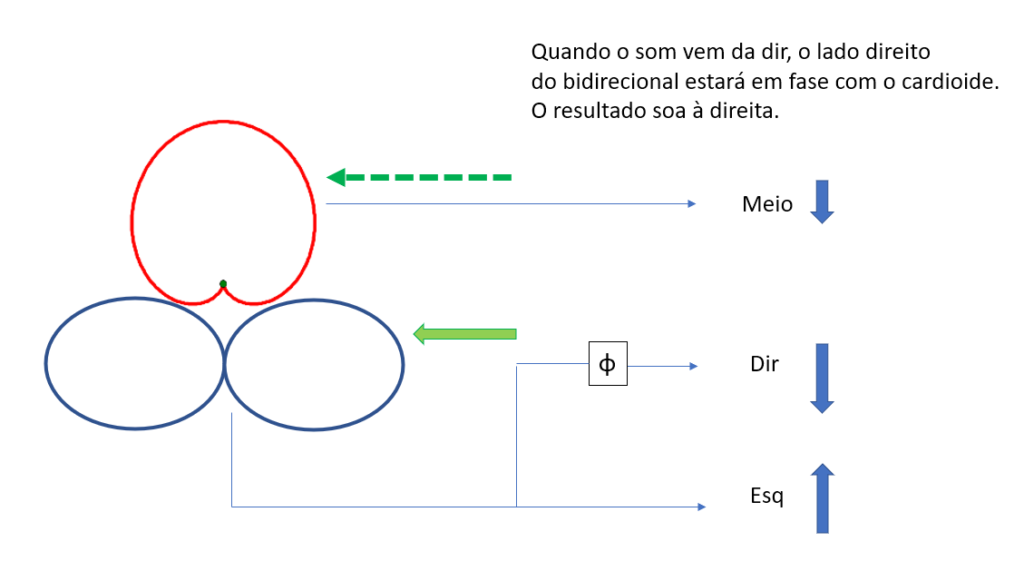 Quando o som vem da dir, o lado direito
do bidirecional estará em fase com o cardioide.
O resultado soa à direita.
Meio
ϕ
Dir
Esq